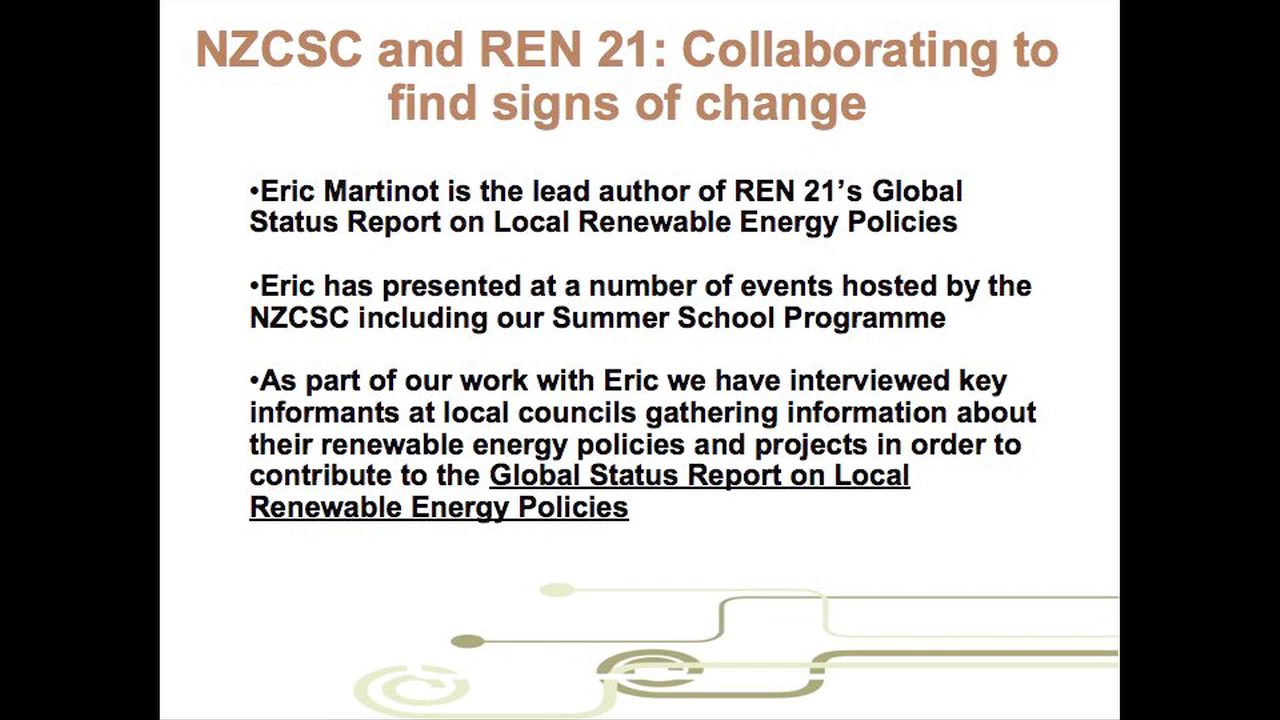 NZCSC and REN 21: Collaborating to
find signs of change
•Eric Martinot is the lead author of REN 21’s Global
Status Report on Local Renewable Energy Policies
•Eric has presented at a number of events hosted by the
NZCSC including our Summer School Programme
•As part of our work with Eric we have interviewed key
informants at local councils gathering information about
their renewable energy policies and projects in order to
contribute to the Global Status Report on Local
Renewable Energy Policies